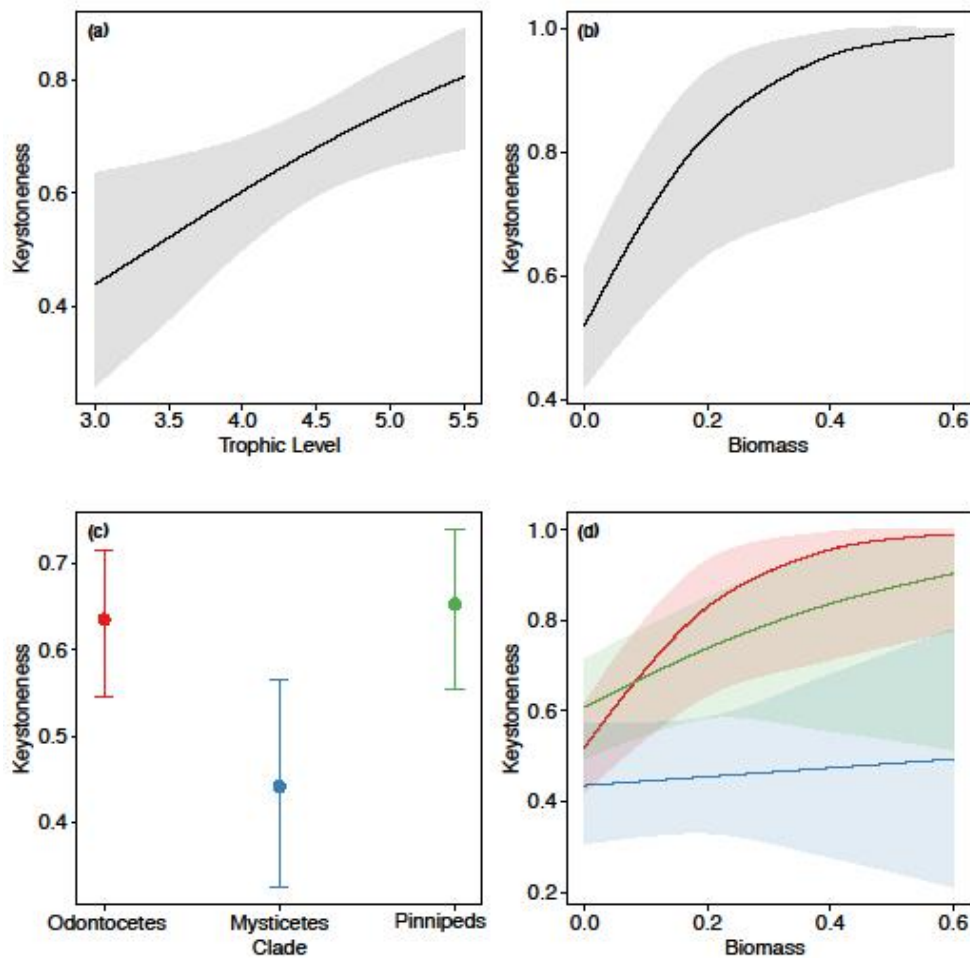 (a)
Keystoneness
0.8
0.6
0.4
3.0 3.5 4.0 4.5 5.0 5.5
Trophic Level
(b)
Keystoneness
1.0
0.8
0.6
0.4
0.0 0.2 0.4 0.6
Biomass
(c)
Keystoneness
0.7
0.6
0.5
0.4
Odontocetes Mysticetes Pinnipeds
Clade
(d)
Keystoneness
1.0
0.8
0.6
0.4
0.2
0.0 0.2 0.4 0.6
Biomass